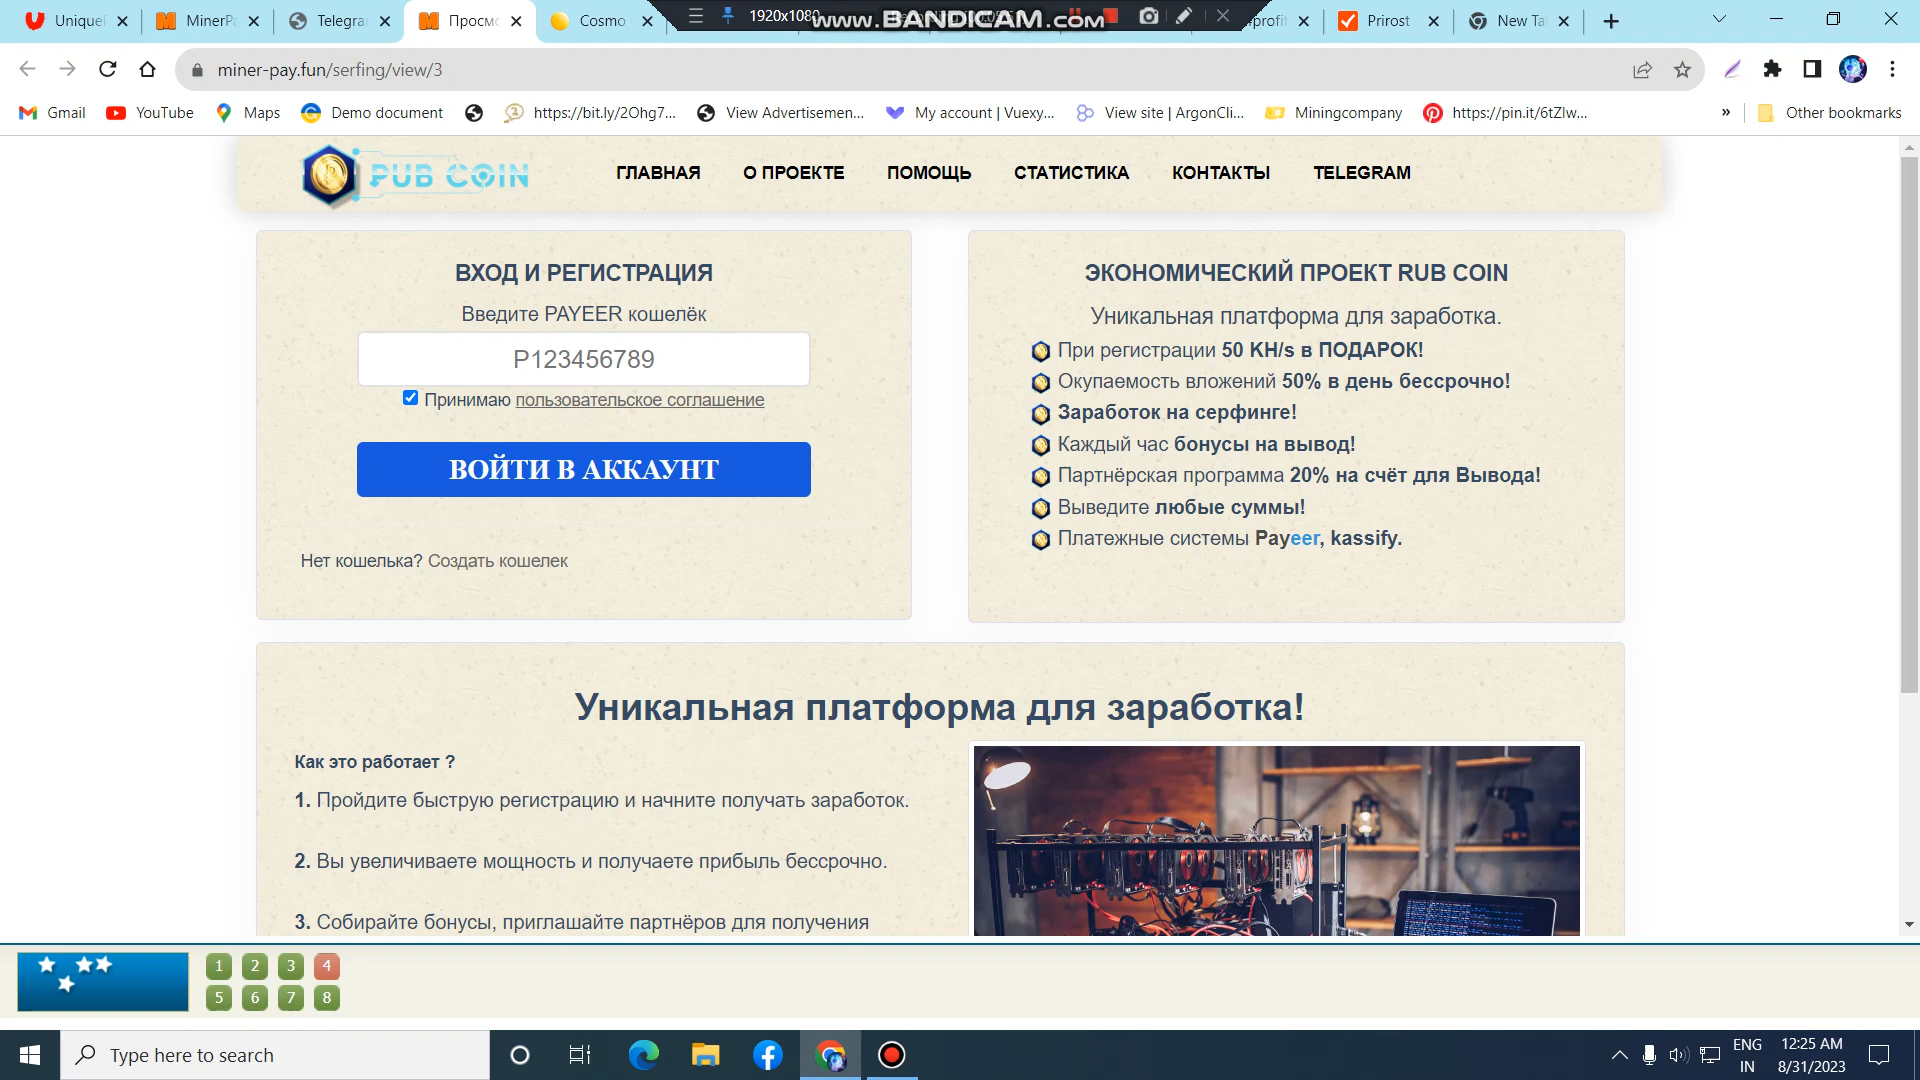 UniqueF
MinerPa
Telegra
Просмо
Cosmo
1920x1080
www.BANDICAM.com
#profit
Prirost
New Ta
miner-pay.fun/serfing/view/3
Gmail
YouTube
Maps
Demo document
https://bit.ly/2Ohg7...
View Advertisemen...
My account | Vuexy...
View site | ArgonCli...
Miningcompany
https://pin.it/6tZlw...
»
Other bookmarks
РUB COIN
ГЛАВНАЯ
О ПРОЕКТЕ
ПОМОЩЬ
СТАТИСТИКА
КОНТАКТЫ
TELEGRAM
ВХОД И РЕГИСТРАЦИЯ
Введите PAYEER кошелёк
P123456789
Принимаю пользовательское соглашение
ВОЙТИ В АККАУНТ
Нет кошелька? Создать кошелек
ЭКОНОМИЧЕСКИЙ ПРОЕКТ RUB COIN
Уникальная платформа для заработка.
При регистрации 50 KH/s в ПОДАРОК!
Окупаемость вложений 50% в день бессрочно!
Заработок на серфинге!
Каждый час бонусы на вывод!
Партнёрская программа 20% на счёт для Вывода!
Выведите любые суммы!
Платежные системы Payeer, kassify.
Уникальная платформа для заработка!
Как это работает ?
1. Пройдите быструю регистрацию и начните получать заработок.
2. Вы увеличиваете мощность и получаете прибыль бессрочно.
3. Собирайте бонусы, приглашайте партнёров для получения
1 2 3 4
5 6 7 8
Type here to search
ENG
IN
12:25 AM
8/31/2023